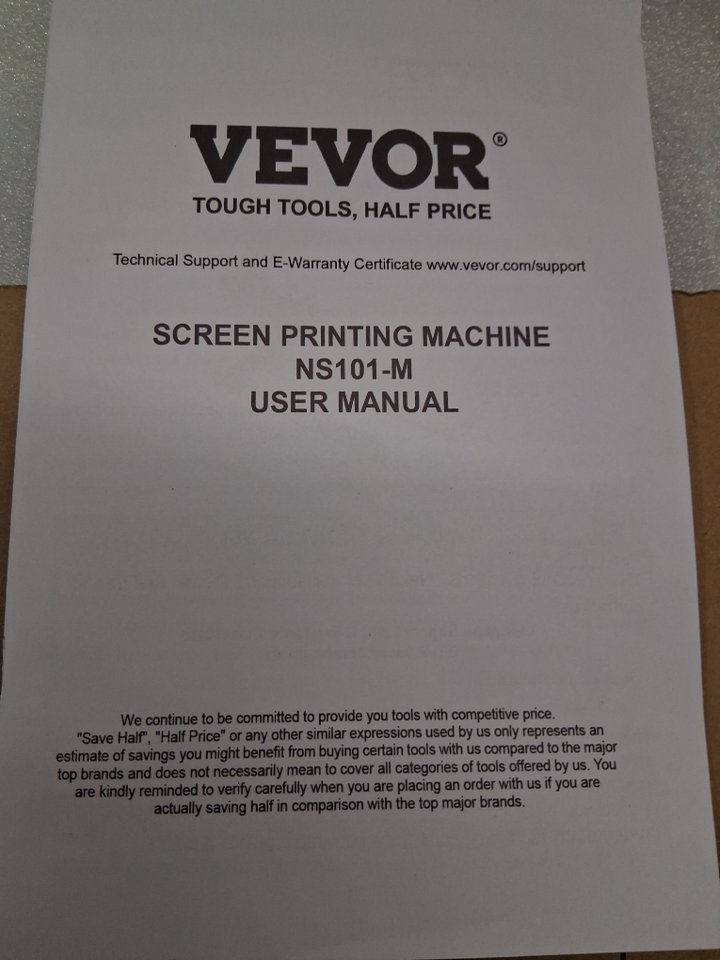 VEVOR®
TOUGH TOOLS, HALF PRICE
Technical Support and E-Warranty Certificate www.vevor.com/support
SCREEN PRINTING MACHINE
NS101-M
USER MANUAL
We continue to be committed to provide you tools with competitive price.
"Save Half", "Half Price" or any other similar expressions used by us only represents an
estimate of savings you might benefit from buying certain tools with us compared to the major
top brands and does not necessarily mean to cover all categories of tools offered by us. You
are kindly reminded to verify carefully when you are placing an order with us if you are
actually saving half in comparison with the top major brands.